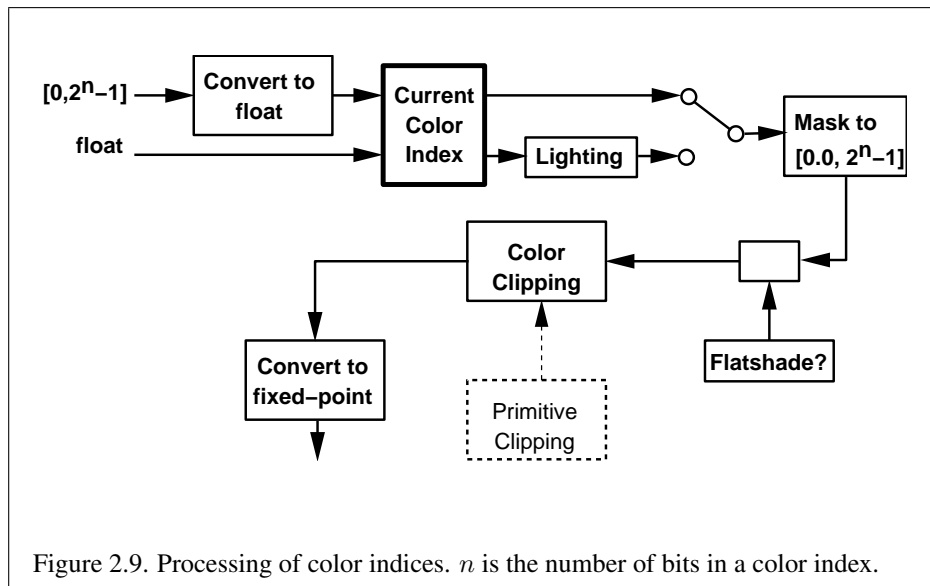 [0,2ⁿ−1]
Convert to
float
float
Current
Color
Index
Lighting
Mask to
[0.0, 2ⁿ−1]
Color
Clipping
Flatshade?
Convert to
fixed−point
Primitive
Clipping
Figure 2.9. Processing of color indices. n is the number of bits in a color index.